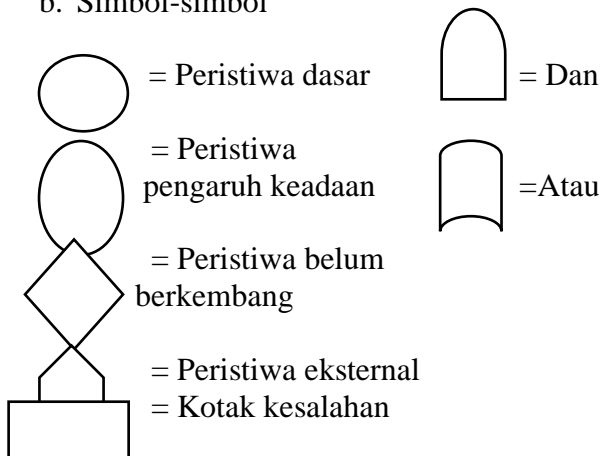 b. Simbol-simbol
= Peristiwa dasar
= Dan
= Peristiwa
pengaruh keadaan
=Atau
= Peristiwa belum
berkembang
= Peristiwa eksternal
= Kotak kesalahan